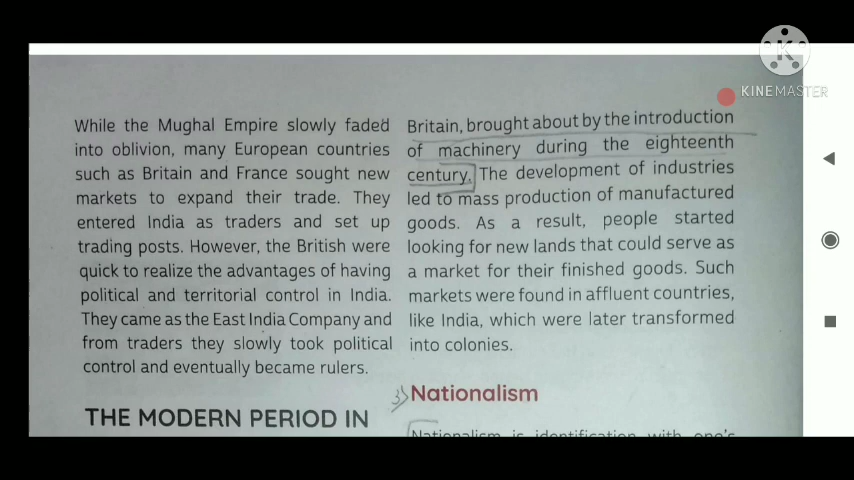 KINEMASTER
While the Mughal Empire slowly faded
into oblivion, many European countries
such as Britain and France sought new
markets to expand their trade. They
entered India as traders and set up
trading posts. However, the British were
quick to realize the advantages of having
political and territorial control in India.
They came as the East India Company and
from traders they slowly took political
control and eventually became rulers.
THE MODERN PERIOD IN
Britain, brought about by the introduction
of machinery during the eighteenth
century. The development of industries
led to mass production of manufactured
goods. As a result, people started
looking for new lands that could serve as
a market for their finished goods. Such
markets were found in affluent countries,
like India, which were later transformed
into colonies.
3) Nationalism
Nationalism is identification with one's